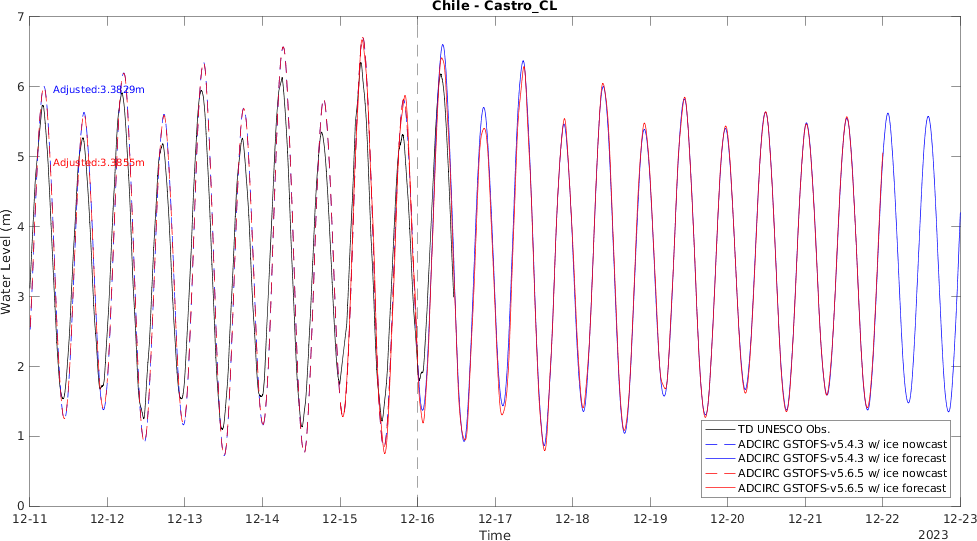 Chile - Castro_CL
Water Level (m)
7
6
5
4
3
2
1
0
Adjusted:3.3829m
Adjusted:3.3855m
TD UNESCO Obs.
ADCIRC GSTOFS-v5.4.3 w/ ice nowcast
ADCIRC GSTOFS-v5.4.3 w/ ice forecast
ADCIRC GSTOFS-v5.6.5 w/ ice nowcast
ADCIRC GSTOFS-v5.6.5 w/ ice forecast
12-11 12-12 12-13 12-14 12-15 12-16 12-17 12-18 12-19 12-20 12-21 12-22 12-23
Time
2023